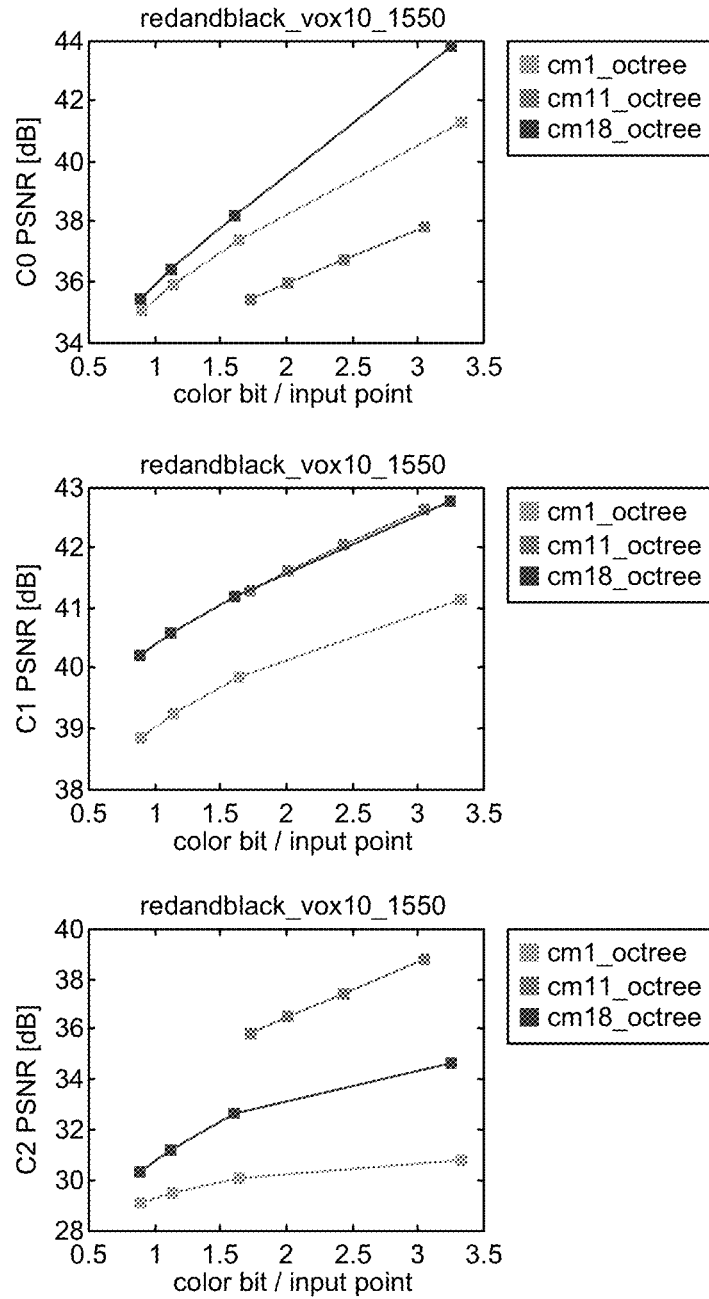 redandblack_vox10_1550
C0 PSNR [dB]
44
42
40
38
36
34
0.5 1 1.5 2 2.5 3 3.5
color bit / input point
cm1_octree
cm11_octree
cm18_octree
redandblack_vox10_1550
C1 PSNR [dB]
43
42
41
40
39
38
0.5 1 1.5 2 2.5 3 3.5
color bit / input point
cm1_octree
cm11_octree
cm18_octree
redandblack_vox10_1550
C2 PSNR [dB]
40
38
36
34
32
30
28
0.5 1 1.5 2 2.5 3 3.5
color bit / input point
cm1_octree
cm11_octree
cm18_octree